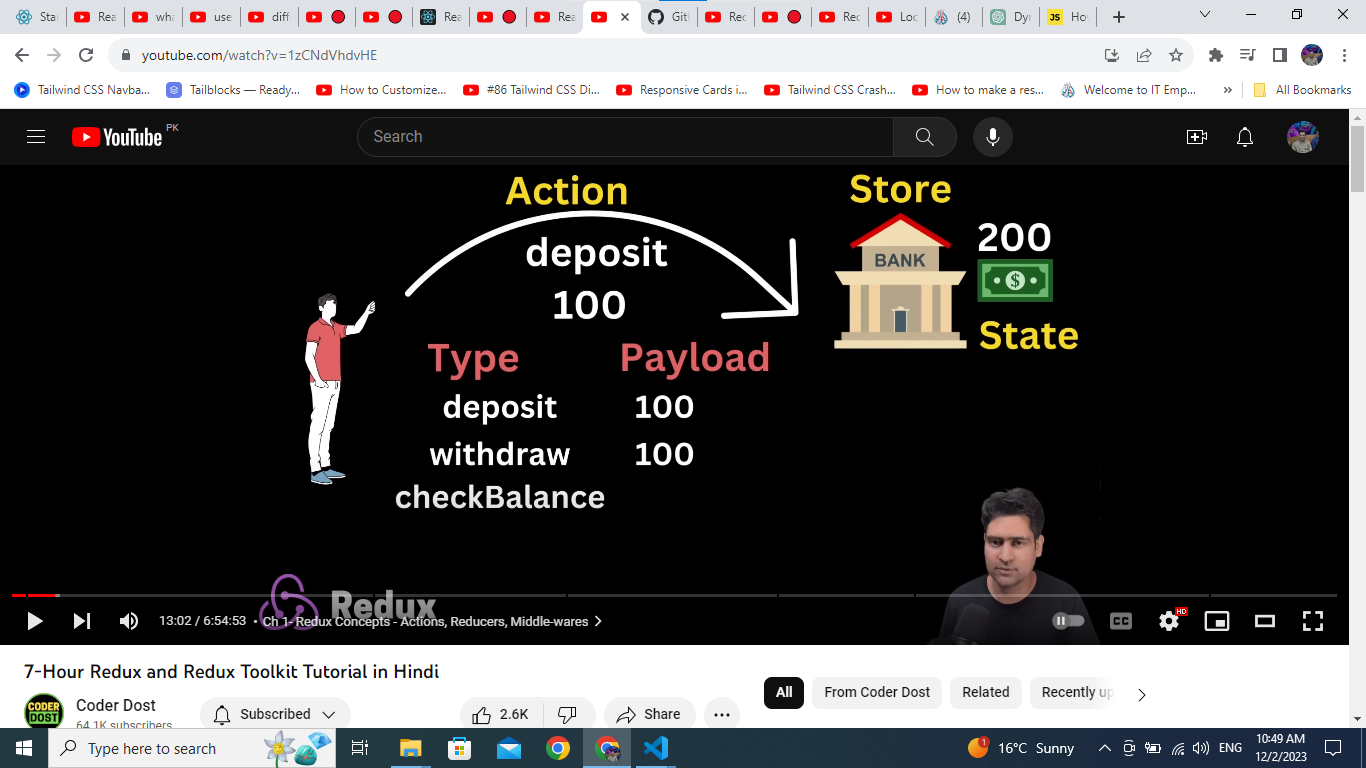 Star
Rea
wha
use
diff
Rea
Rea
Git
Rec
Rec
Loc
(4)
Dyr
JS
Ho
youtube.com/watch?v=1zCNdVhdvHE
Tailwind CSS Navba...
Tailblocks — Ready...
How to Customize...
#86 Tailwind CSS Di...
Responsive Cards i...
Tailwind CSS Crash...
How to make a res...
Welcome to IT Emp...
»
All Bookmarks
YouTube PK
Search
Action
Store
deposit
200
BANK
$
100
State
Type Payload
deposit 100
withdraw 100
checkBalance
Redux
13:02 / 6:54:53 • Ch 1- Redux Concepts - Actions, Reducers, Middle-wares
CC
HD
7-Hour Redux and Redux Toolkit Tutorial in Hindi
All
From Coder Dost
Related
Recently up
CODER
DOST
Coder Dost
64.1K subscribers
Subscribed
2.6K
Share
Type here to search
1
16°C Sunny
ENG
10:49 AM
12/2/2023